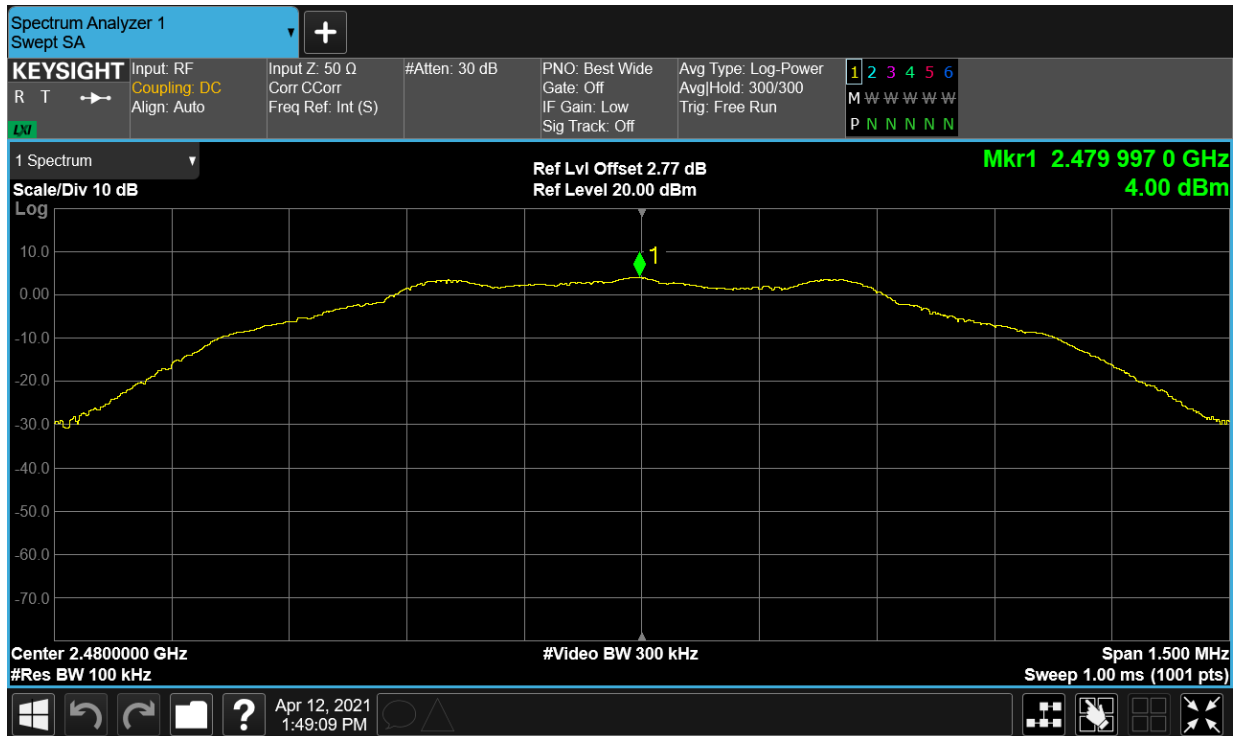 Spectrum Analyzer 1
Swept SA
+
KEYSIGHT
R T
LXI
Input: RF
Coupling: DC
Align: Auto
Input Z: 50 Ω
Corr CCorr
Freq Ref: Int (S)
#Atten: 30 dB
PNO: Best Wide
Gate: Off
IF Gain: Low
Sig Track: Off
Avg Type: Log-Power
Avg|Hold: 300/300
Trig: Free Run
1 2 3 4 5 6
M W W W W W
P N N N N N
1 Spectrum
Scale/Div 10 dB
Log
Ref Lvl Offset 2.77 dB
Ref Level 20.00 dBm
Mkr1 2.479 997 0 GHz
4.00 dBm
1
10.0
0.00
-10.0
-20.0
-30.0
-40.0
-50.0
-60.0
-70.0
Center 2.4800000 GHz
#Res BW 100 kHz
#Video BW 300 kHz
Span 1.500 MHz
Sweep 1.00 ms (1001 pts)
?
Apr 12, 2021
1:49:09 PM